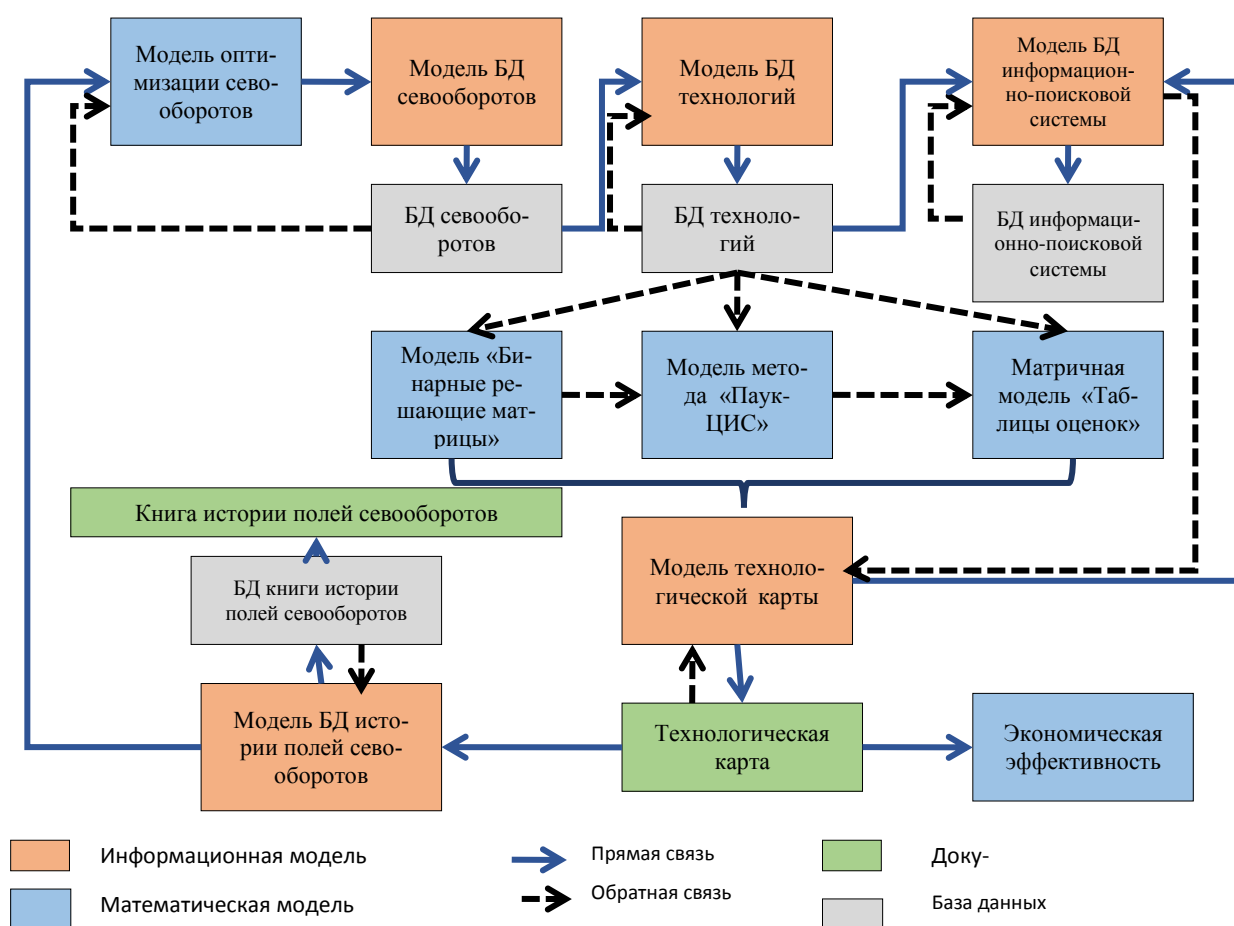 Модель опти-
мизации сево-
оборотов
Модель БД
севооборотов
Модель БД
технологий
Модель БД
информацион-
но-поисковой
системы
БД севообо-
ротов
БД техноло-
гий
БД информаци-
онно-поисковой
системы
Модель «Би-
нарные ре-
шающие мат-
рицы»
Модель мето-
да «Паук-
ЦИС»
Матричная
модель «Таб-
лицы оценок»
Книга истории полей севооборотов
БД книги истории
полей севооборотов
Модель техноло-
гической карты
Модель БД исто-
рии полей сево-
оборотов
Технологическая
карта
Экономическая
эффективность
Информационная модель
Прямая связь
Доку-
Математическая модель
Обратная связь
База данных